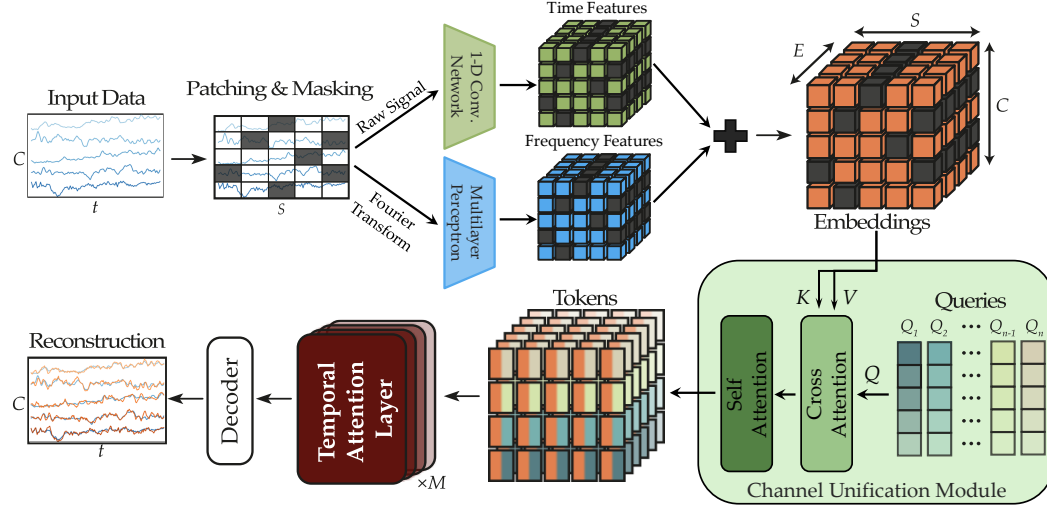 Time Features
Input Data
Patching & Masking
C
t
S
Raw Signal
Fourier
Transform
1-D Conv.
Network
Multilayer
Perceptron
Frequency Features
S
E
C
Embeddings
K
V
Queries
Q1
Q2
...
Qn-1
Qn
...
Q
Cross
Attention
Self
Attention
Channel Unification Module
Tokens
Temporal
Attention
Layer
×M
Decoder
Reconstruction
C
t